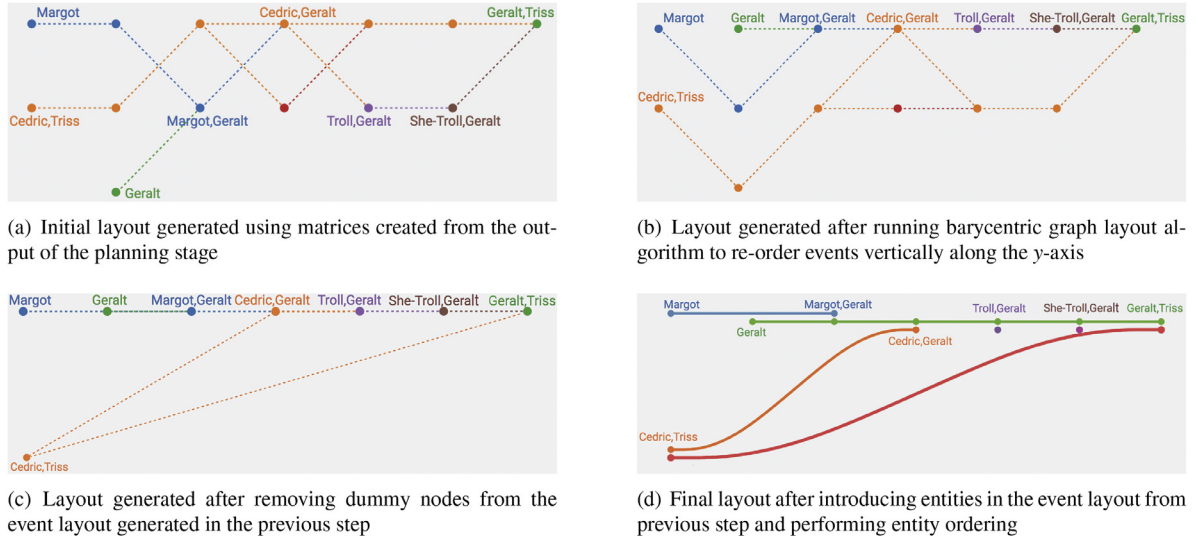 Margot
Cedric,Geralt
Geralt,Triss
Cedric,Triss
Margot,Geralt
Troll,Geralt
She-Troll,Geralt
Geralt
(a) Initial layout generated using matrices created from the out-
put of the planning stage
Margot
Geralt
Margot,Geralt
Cedric,Geralt
Troll,Geralt
She-Troll,Geralt
Geralt,Triss
Cedric,Triss
(b) Layout generated after running barycentric graph layout al-
gorithm to re-order events vertically along the y-axis
Margot
Geralt
Margot,Geralt
Cedric,Geralt
Troll,Geralt
She-Troll,Geralt
Geralt,Triss
Cedric,Triss
(c) Layout generated after removing dummy nodes from the
event layout generated in the previous step
Margot
Margot,Geralt
Troll,Geralt
She-Troll,Geralt
Geralt,Triss
Geralt
Cedric,Geralt
Cedric,Triss
(d) Final layout after introducing entities in the event layout from
previous step and performing entity ordering